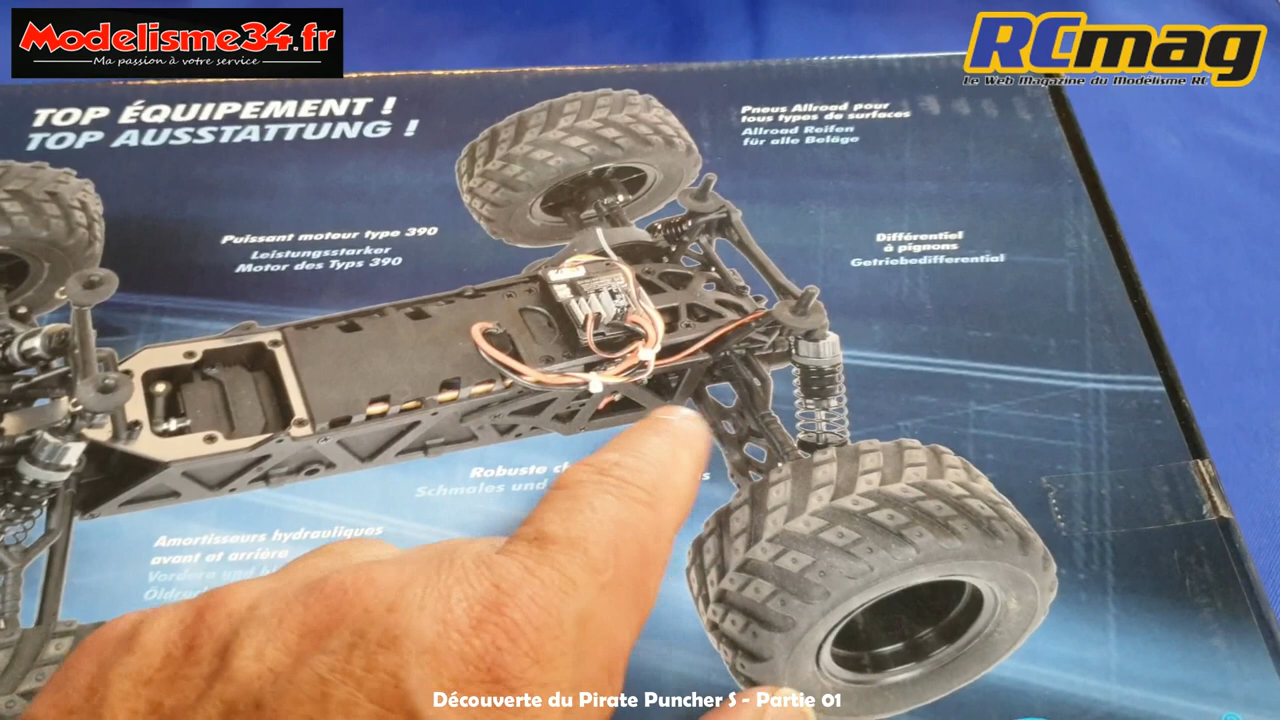 Modelisme34.fr
Ma passion à votre service
RCmag
Le Web Magazine du Modélisme RC
TOP ÉQUIPEMENT !
TOP AUSSTATTUNG !
Pneus Allroad pour
tous types de surfaces
Allroad Reifen
für alle Beläge
Puissant moteur type 390
Leistungsstarker
Motor des Typs 390
Différentiel
à pignons
Getriebedifferential
Robuste
Schmales und
Amortisseurs hydrauliques
avant et arrière
Vordere und
Découverte du Pirate Puncher S - Partie 01